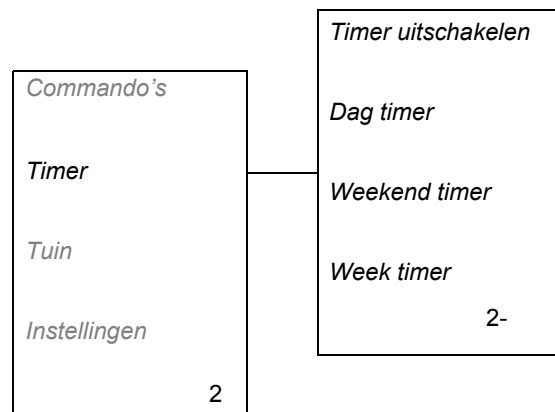 Commando’s
Timer
Tuin
Instellingen
2
Timer uitschakelen
Dag timer
Weekend timer
Week timer
2-